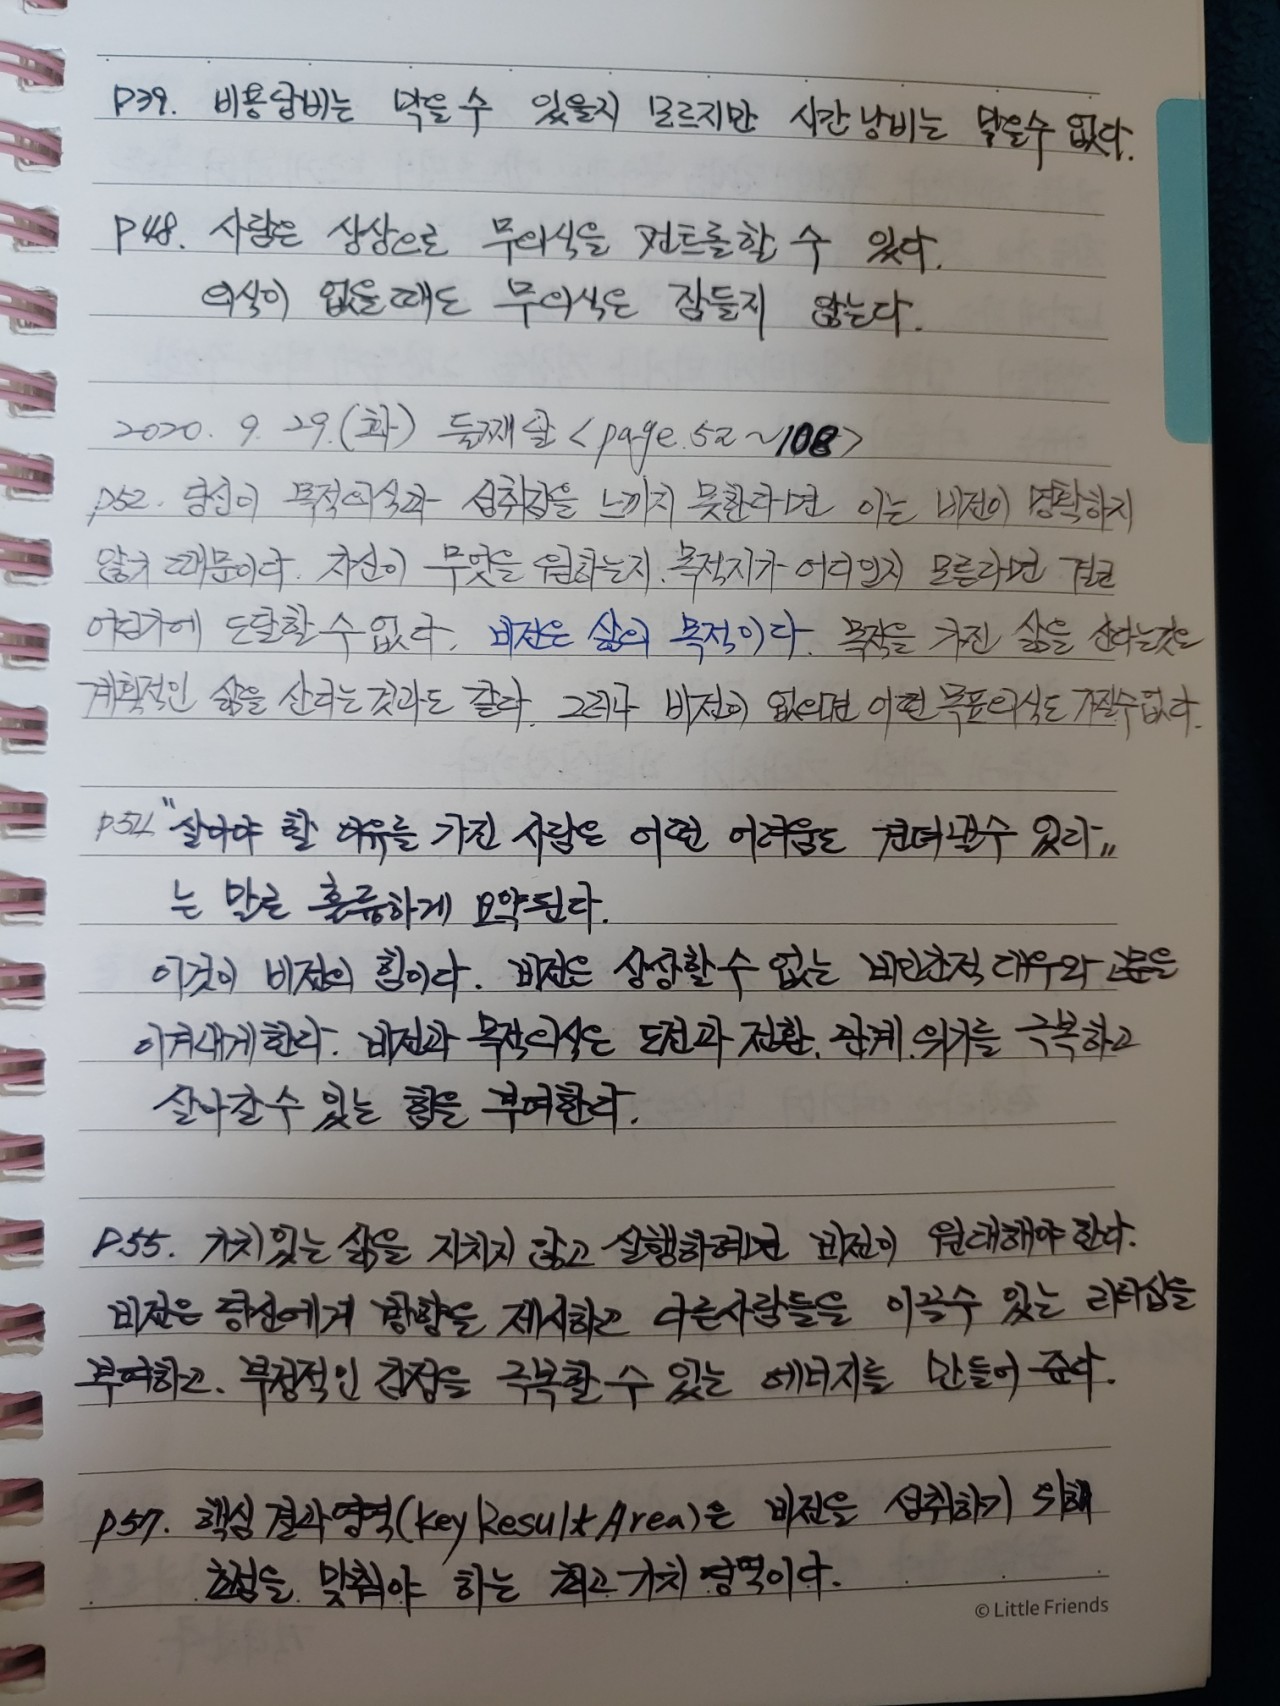 P39. 비용낭비는 막을수 있을지 모르지만 시간낭비는 막을수 없다.
P48. 사람은 상상으로 무의식을 컨트롤할 수 있다.
의식이 없을때도 무의식은 잠들지 않는다.
2020. 9. 29.(화) 둘째날 <page.52~108>
p52. 당신이 목적의식과 성취감을 느끼지 못한다면 이는 비전이 명확하지
않기 때문이다. 자신이 무엇을 원하는지. 목적지가 어디인지 모른다면 결코
어딘가에 도달할 수 없다. 비전은 삶의 목적이다. 목적을 가진 삶을 산다는것은
계획적인 삶을 산다는 것과도 같다. 그러나 비전이 없으면 어떤 목표의식도 가질수없다.
P54 "살아야 할 이유를 가진 사람은 어떤 어려움도 견뎌낼수 있다"
는 말로 훌륭하게 요약된다.
이것이 비전의 힘이다. 비전은 상상할 수 없는 비인간적 대우와 고문을
이겨내게한다. 비전과 목적의식은 도전과 전환. 관계. 위기를 극복하고
살아갈 수 있는 힘을 부여한다.
P55. 가치있는 삶을 지치지 않고 실행하려면 비전이 원대해야 한다.
비전은 당신에게 방향을 제시하고 다른사람들을 이끌수 있는 리더십을
부여하고. 부정적인 감정을 극복할 수 있는 에너지를 만들어 준다.
p57. 핵심 결과영역(Key Result Area)은 비전을 성취하기 위해
초점을 맞춰야 하는 최고 가치 영역이다.
© Little Friends